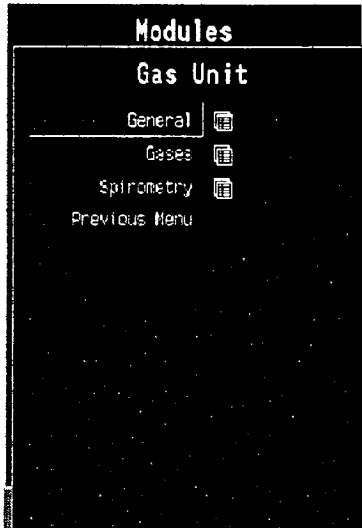 Modules
Gas Unit
General
Gases
Spirometry
Previous Menu